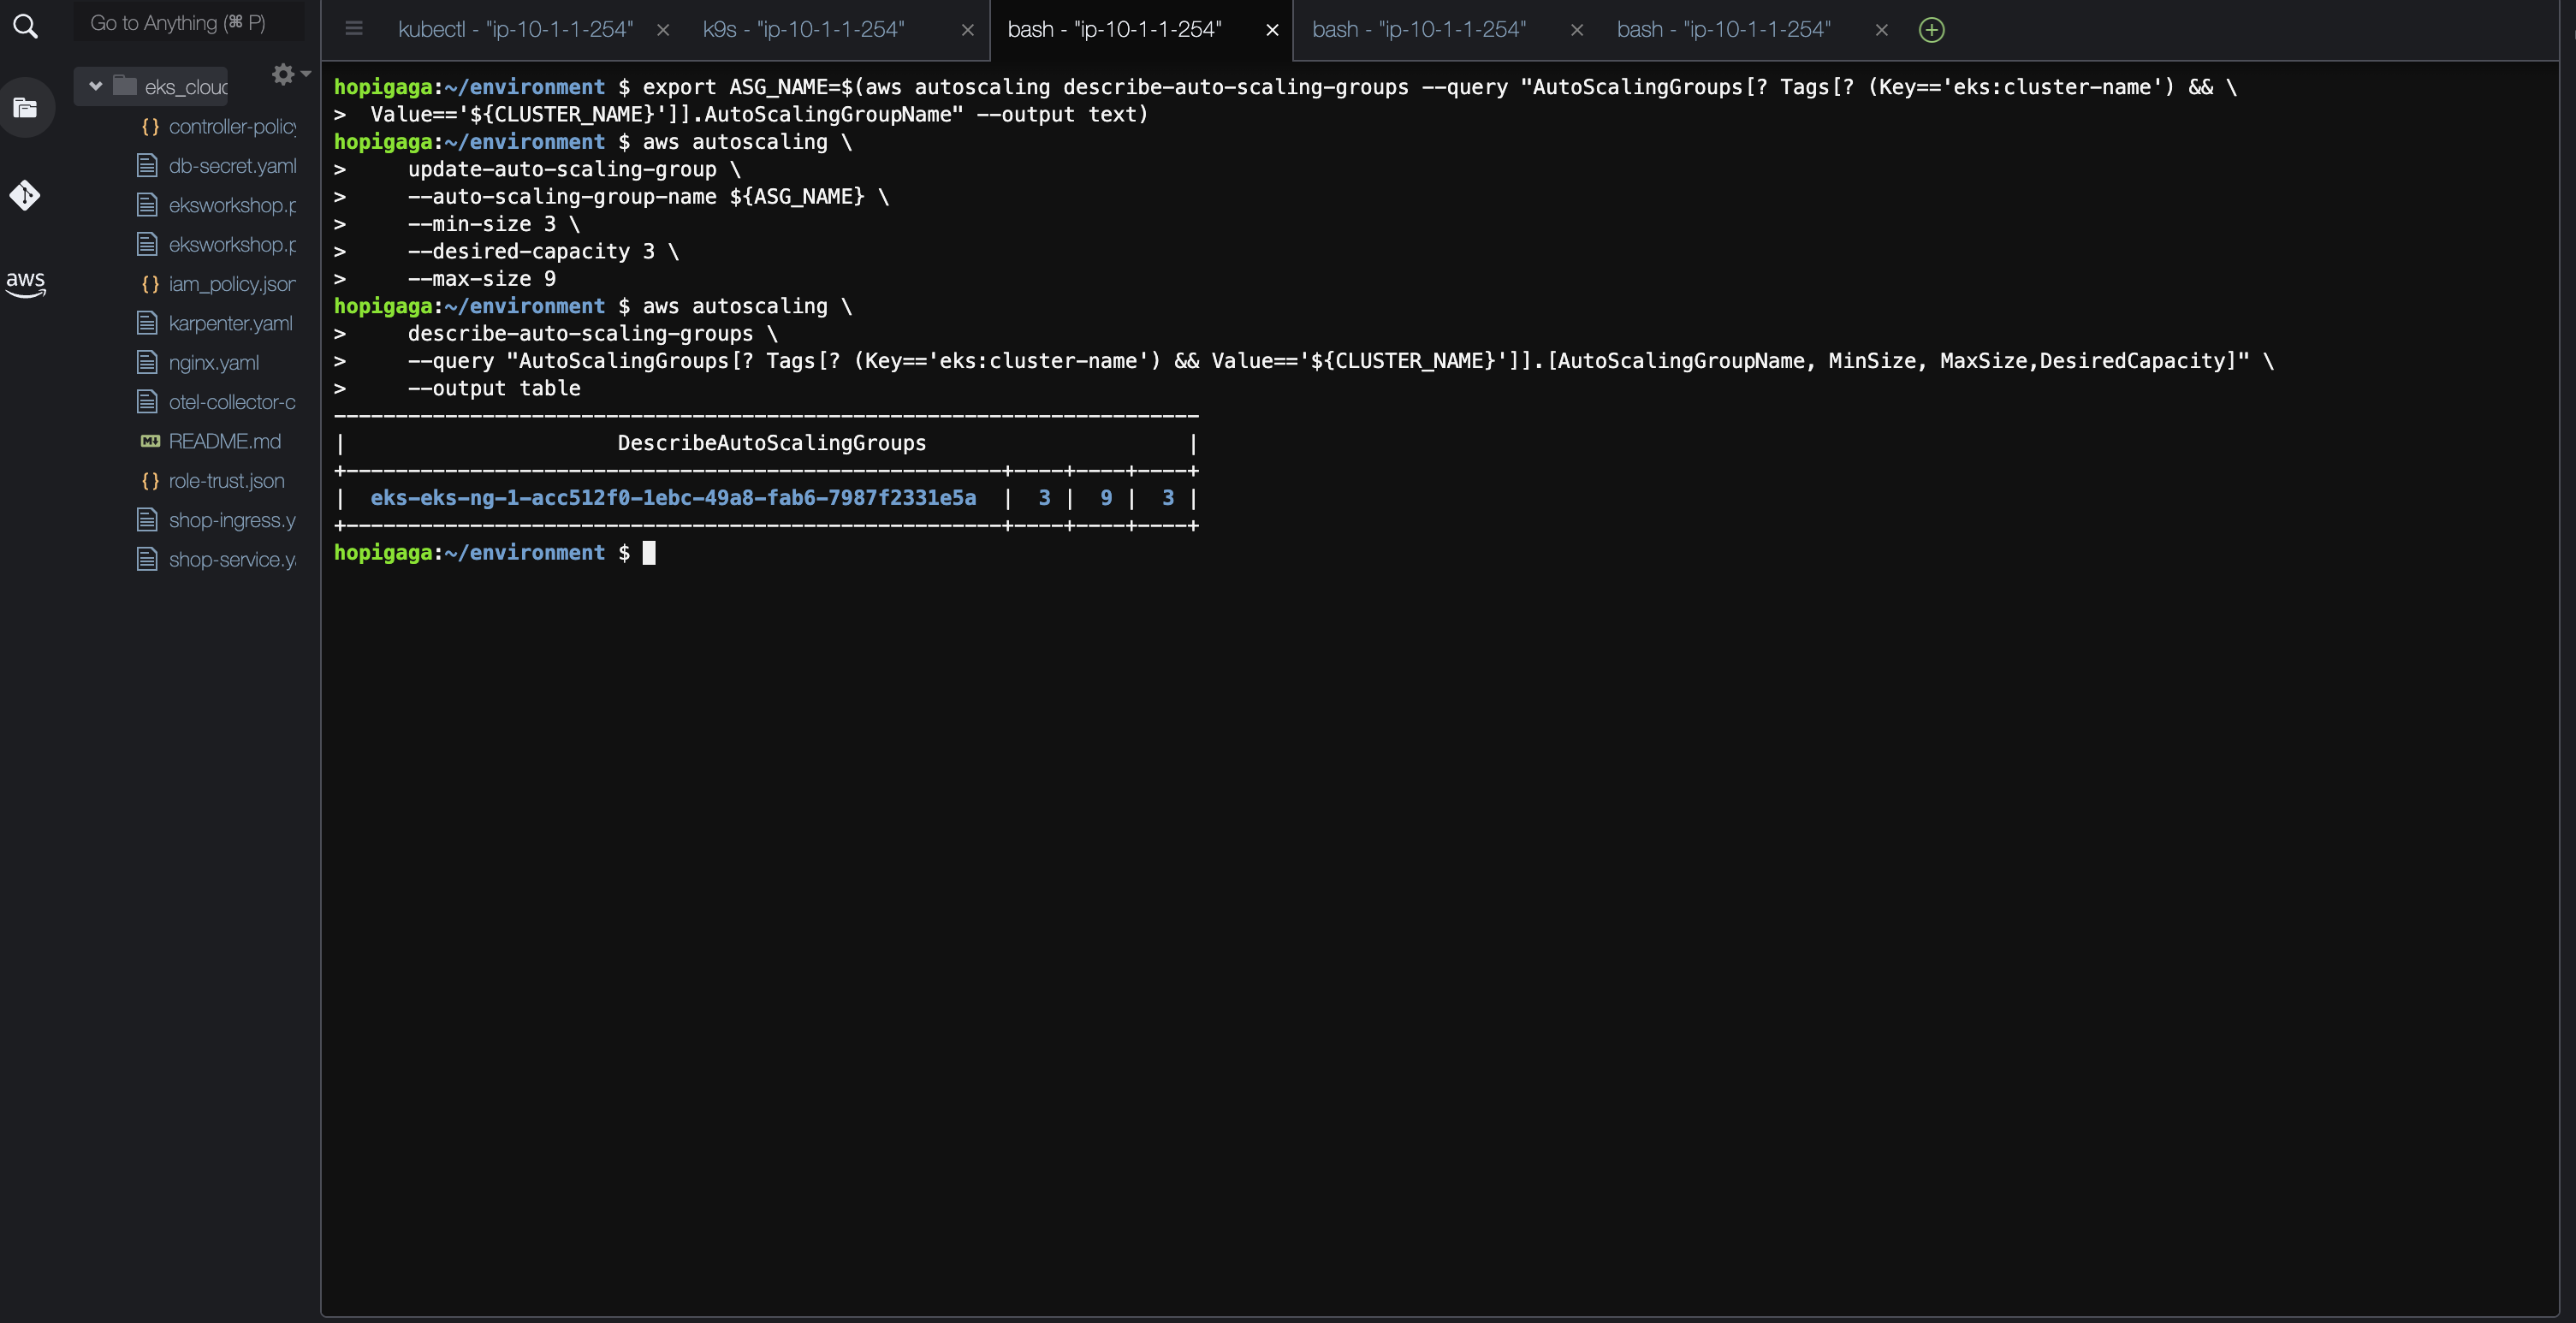 Go to Anything (⌘ P)
kubectl - "ip-10-1-1-254" ×
k9s - "ip-10-1-1-254" ×
bash - "ip-10-1-1-254" ×
bash - "ip-10-1-1-254" ×
bash - "ip-10-1-1-254" ×
aws
eks_cloud
{} controller-policy
db-secret.yaml
eksworkshop.p
eksworkshop.p
{} iam_policy.json
karpenter.yaml
nginx.yaml
otel-collector-c
M↓ README.md
{} role-trust.json
shop-ingress.y
shop-service.ya
hopigaga:~/environment $ export ASG_NAME=$(aws autoscaling describe-auto-scaling-groups --query "AutoScalingGroups[? Tags[? (Key=='eks:cluster-name') && \
>  Value=='${CLUSTER_NAME}']].AutoScalingGroupName" --output text)
hopigaga:~/environment $ aws autoscaling \
>     update-auto-scaling-group \
>     --auto-scaling-group-name ${ASG_NAME} \
>     --min-size 3 \
>     --desired-capacity 3 \
>     --max-size 9
hopigaga:~/environment $ aws autoscaling \
>     describe-auto-scaling-groups \
>     --query "AutoScalingGroups[? Tags[? (Key=='eks:cluster-name') && Value=='${CLUSTER_NAME}']].[AutoScalingGroupName, MinSize, MaxSize,DesiredCapacity]" \
>     --output table
----------------------------------------------------------------------
|                      DescribeAutoScalingGroups                     |
+-----------------------------------------------------+----+----+----+
|  eks-eks-ng-1-acc512f0-1ebc-49a8-fab6-7987f2331e5a  |  3 |  9 |  3 |
+-----------------------------------------------------+----+----+----+
hopigaga:~/environment $